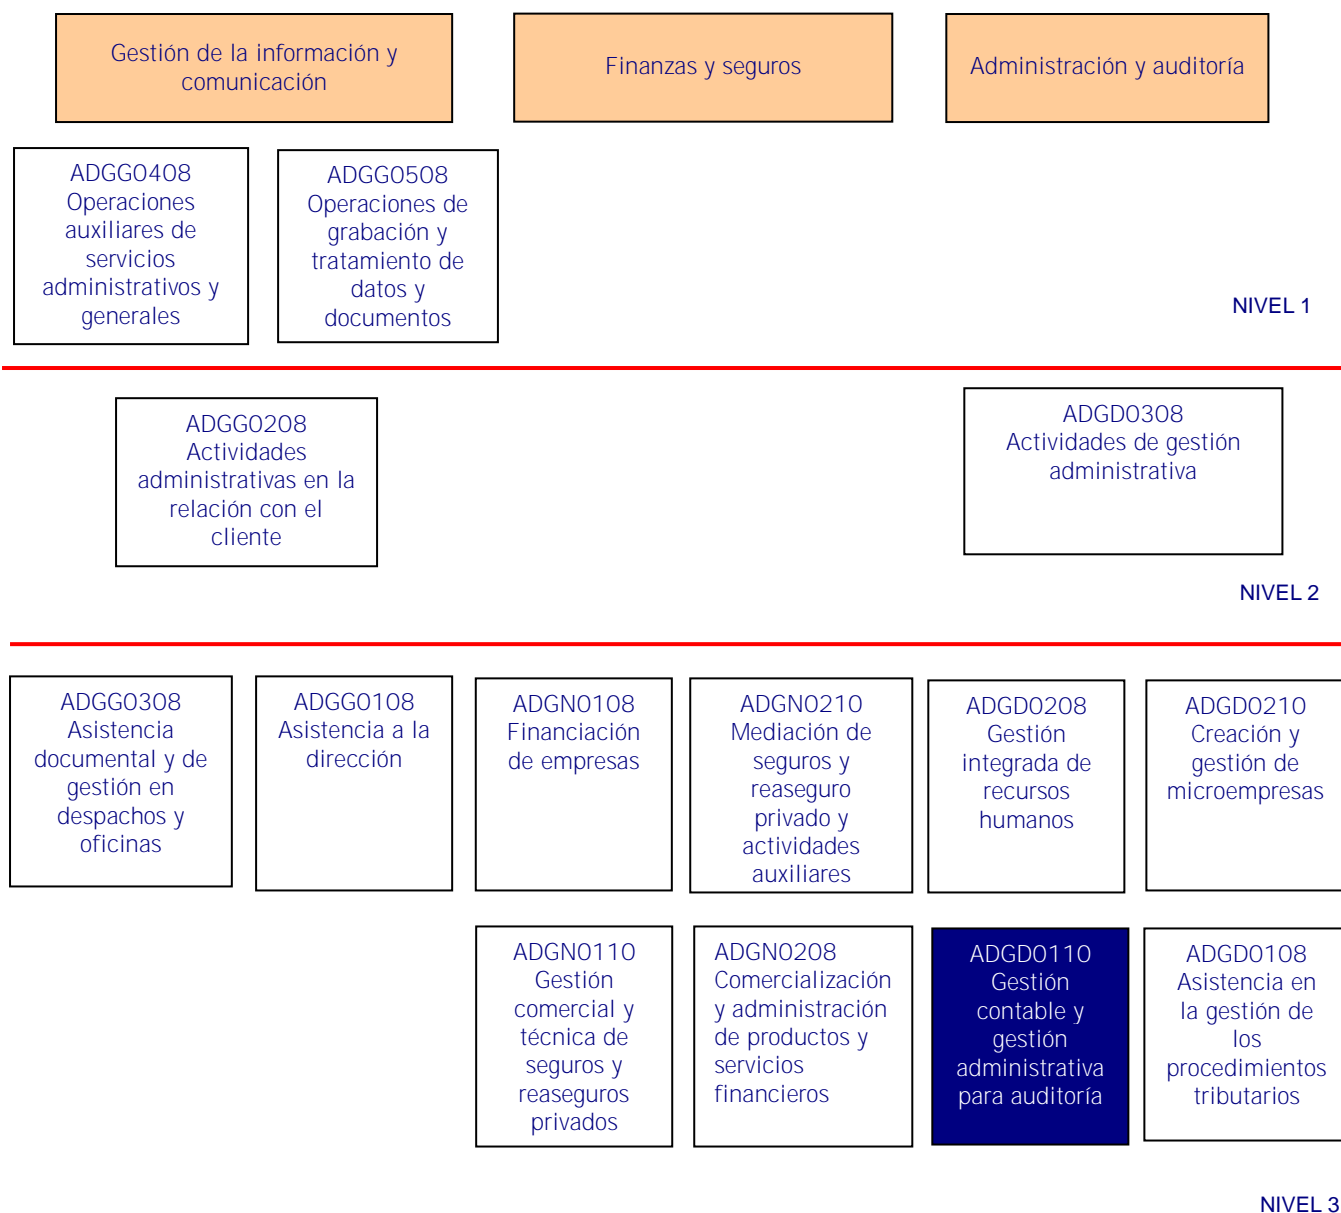 Gestión de la información y
comunicación
Finanzas y seguros
Administración y auditoría
ADGG0408
Operaciones
auxiliares de
servicios
administrativos y
generales
ADGG0508
Operaciones de
grabación y
tratamiento de
datos y
documentos
NIVEL 1
ADGG0208
Actividades
administrativas en la
relación con el
cliente
ADGD0308
Actividades de gestión
administrativa
NIVEL 2
ADGG0308
Asistencia
documental y de
gestión en
despachos y
oficinas
ADGG0108
Asistencia a la
dirección
ADGN0108
Financiación
de empresas
ADGN0210
Mediación de
seguros y
reaseguro
privado y
actividades
auxiliares
ADGD0208
Gestión
integrada de
recursos
humanos
ADGD0210
Creación y
gestión de
microempresas
ADGN0110
Gestión
comercial y
técnica de
seguros y
reaseguros
privados
ADGN0208
Comercialización
y administración
de productos y
servicios
financieros
ADGD0110
Gestión
contable y
gestión
administrativa
para auditoría
ADGD0108
Asistencia en
la gestión de
los
procedimientos
tributarios
NIVEL 3